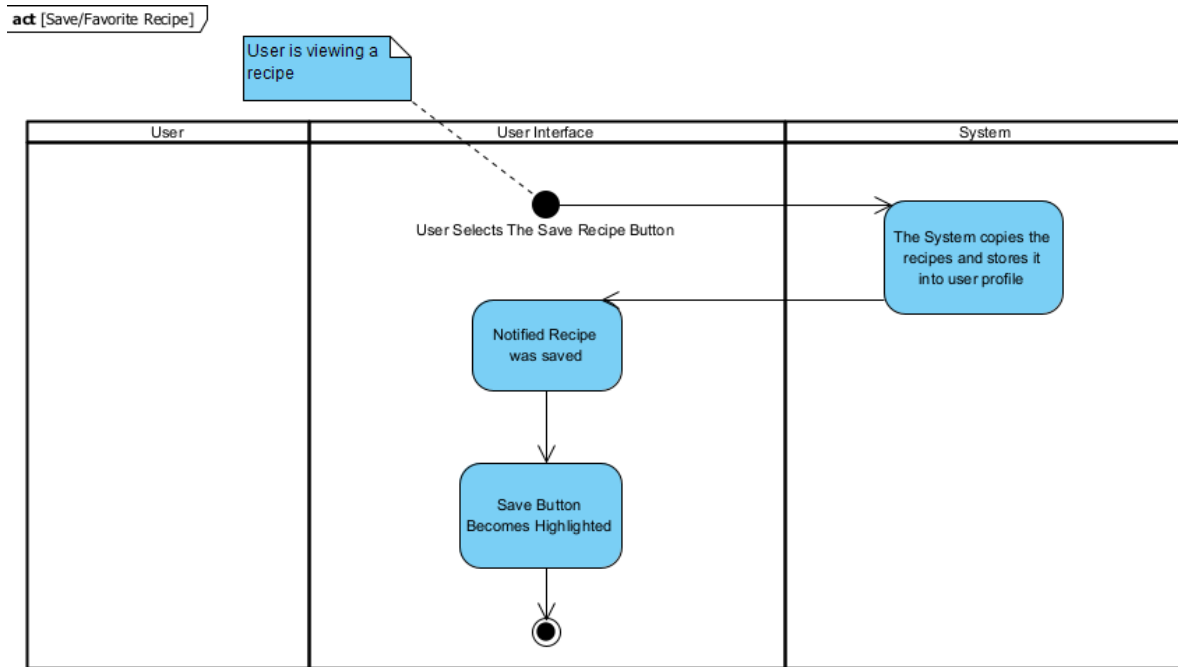 act [Save/Favorite Recipe]
User is viewing a
recipe
User
User Interface
System
User Selects The Save Recipe Button
The System copies the
recipes and stores it
into user profile
Notified Recipe
was saved
Save Button
Becomes Highlighted